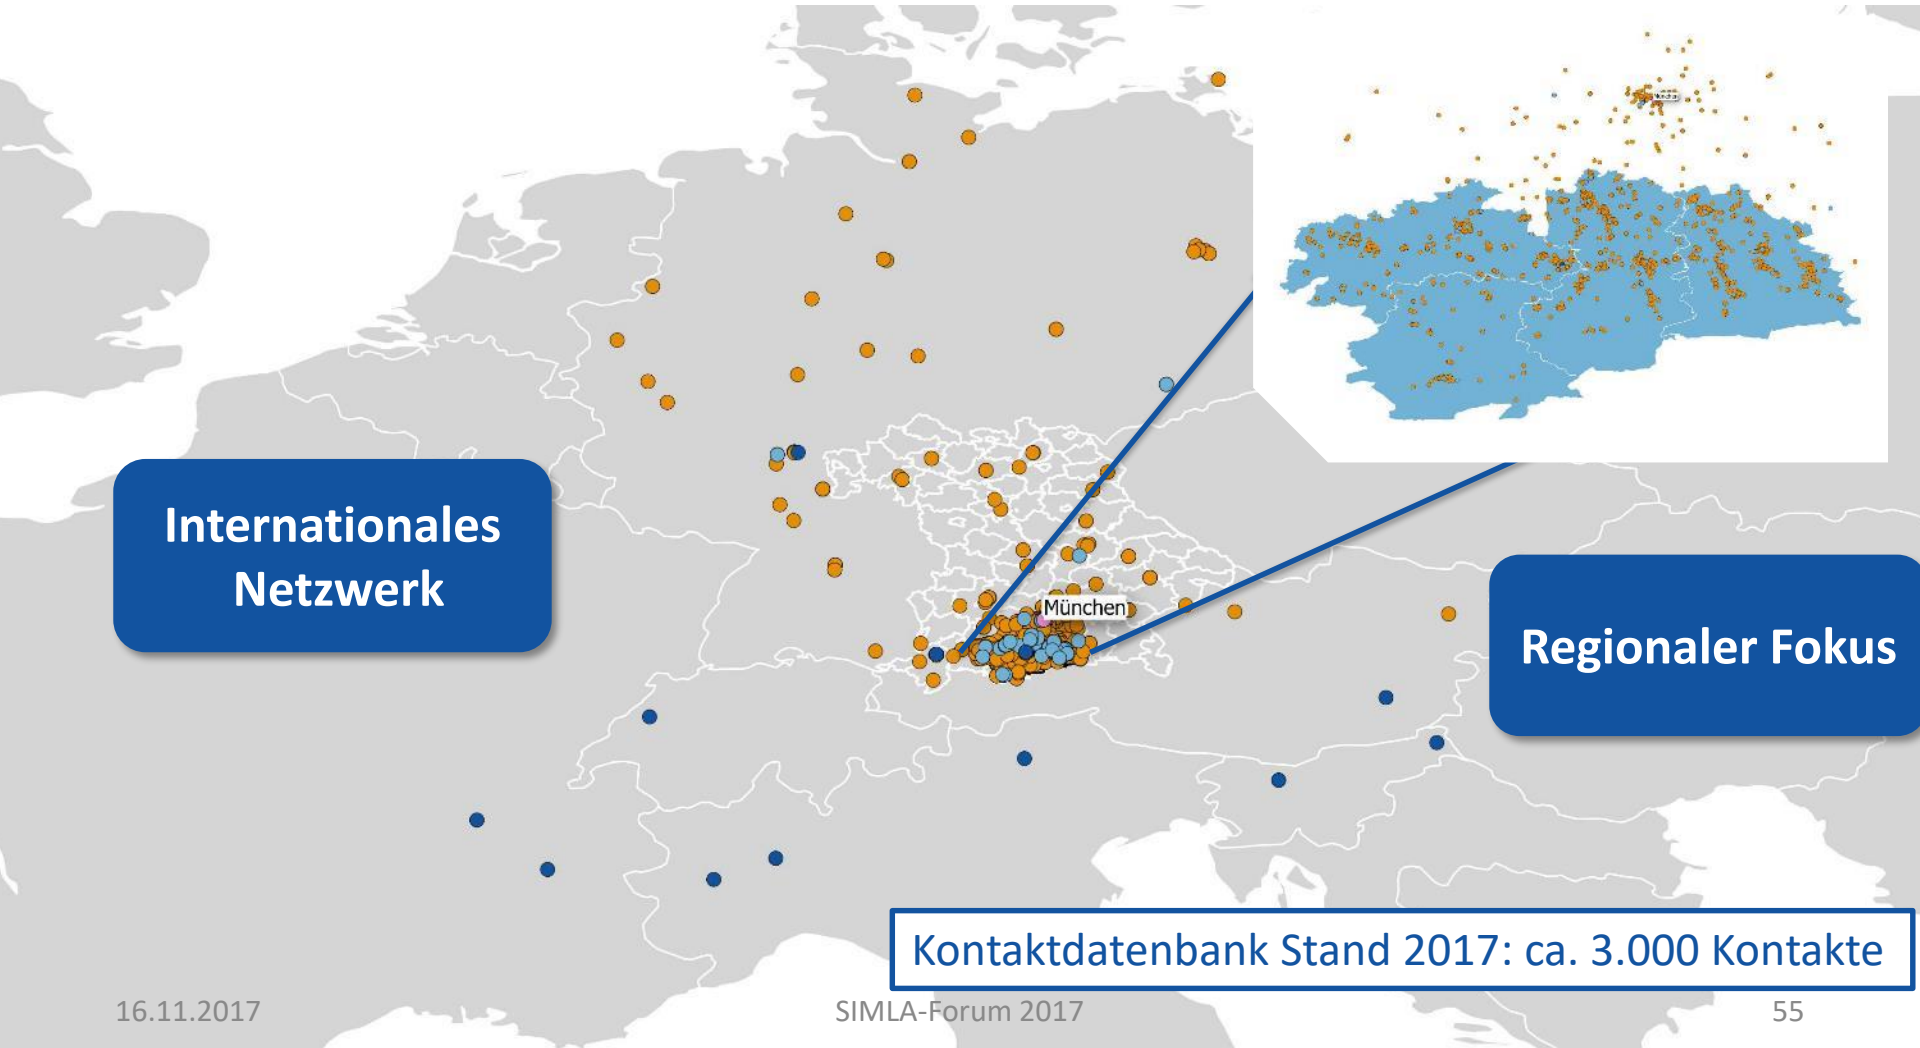 München
Internationales
Netzwerk
München
Regionaler Fokus
Kontaktdatenbank Stand 2017: ca. 3.000 Kontakte
16.11.2017
SIMLA-Forum 2017
55